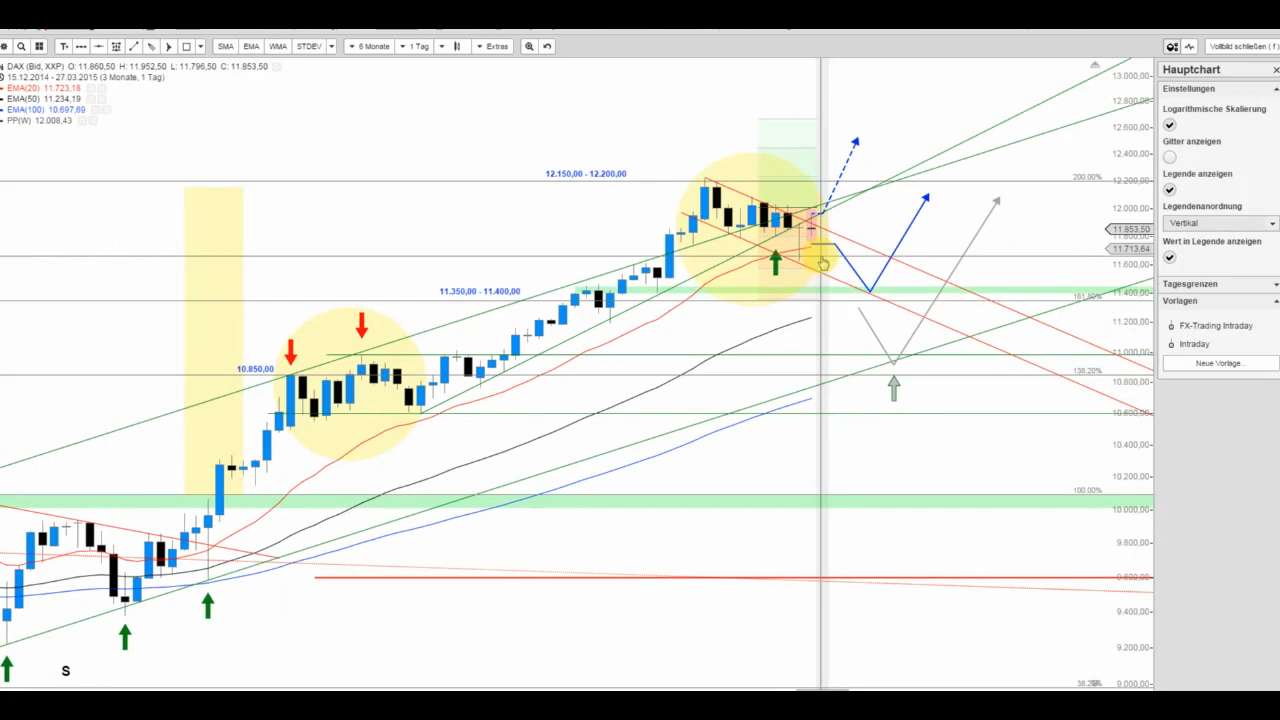 SMA EMA WMA STDEV 6 Monate 1 Tag Extras Vollbild schließen ( f )
DAX (Bid, XXP) O: 11.860,50 H: 11.952,50 L: 11.796,50 C: 11.853,50
15.12.2014 - 27.03.2015 (3 Monate, 1 Tag)
EMA(20) 11.723,16
EMA(50) 11.234,19
EMA(100) 10.697,69
PP(W) 12.008,43
Hauptchart
Einstellungen
Logarithmische Skalierung
Gitter anzeigen
Legende anzeigen
Legendenanordnung
Vertikal
Wert in Legende anzeigen
Tagesgrenzen
Vorlagen
FX-Trading Intraday
Intraday
Neue Vorlage...
13.000,00
12.800,00
12.600,00
12.400,00
12.150,00 - 12.200,00
200.00%
12.200,00
12.000,00
11.853,50
11.713,64
11.600,00
11.350,00 - 11.400,00
11.400,00
161.80%
11.200,00
11.000,00
10.850,00
138.20%
10.800,00
10.600,00
10.400,00
10.200,00
100.00%
10.000,00
9.800,00
9.600,00
9.400,00
9.200,00
S
9.000,00